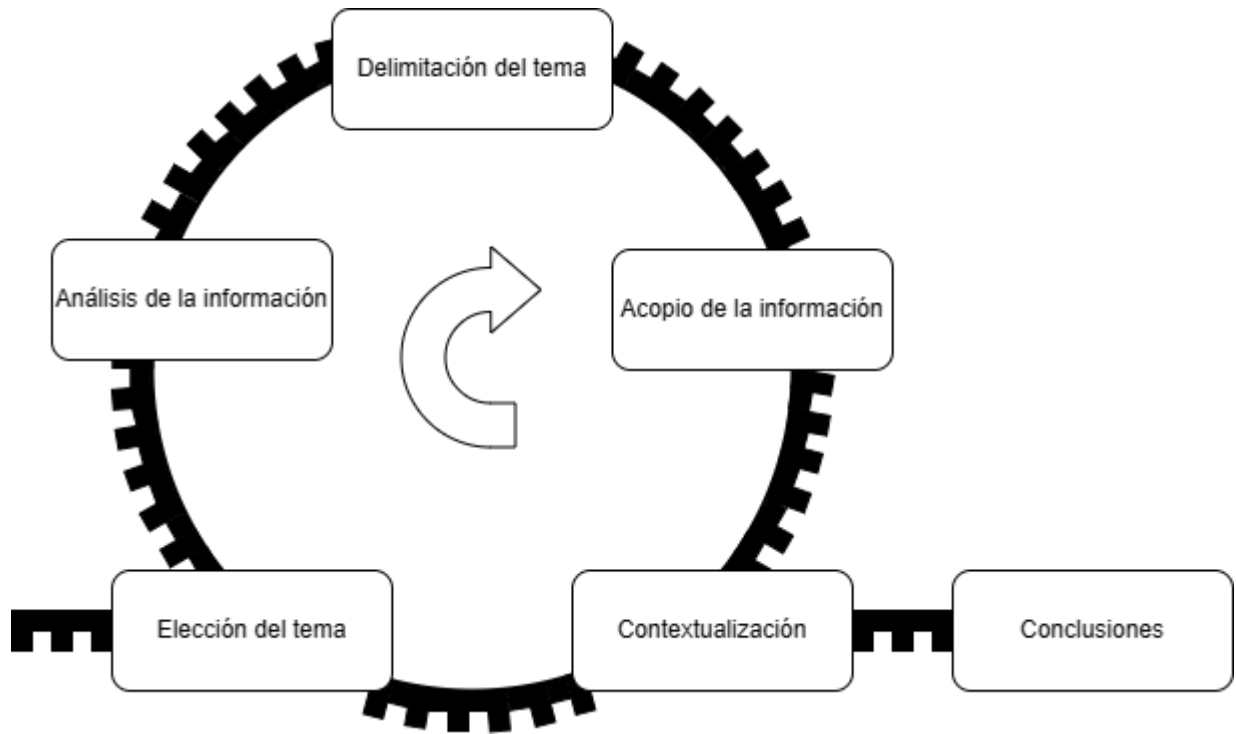 Delimitación del tema
Análisis de la información
Acopio de la información
Elección del tema
Contextualización
Conclusiones